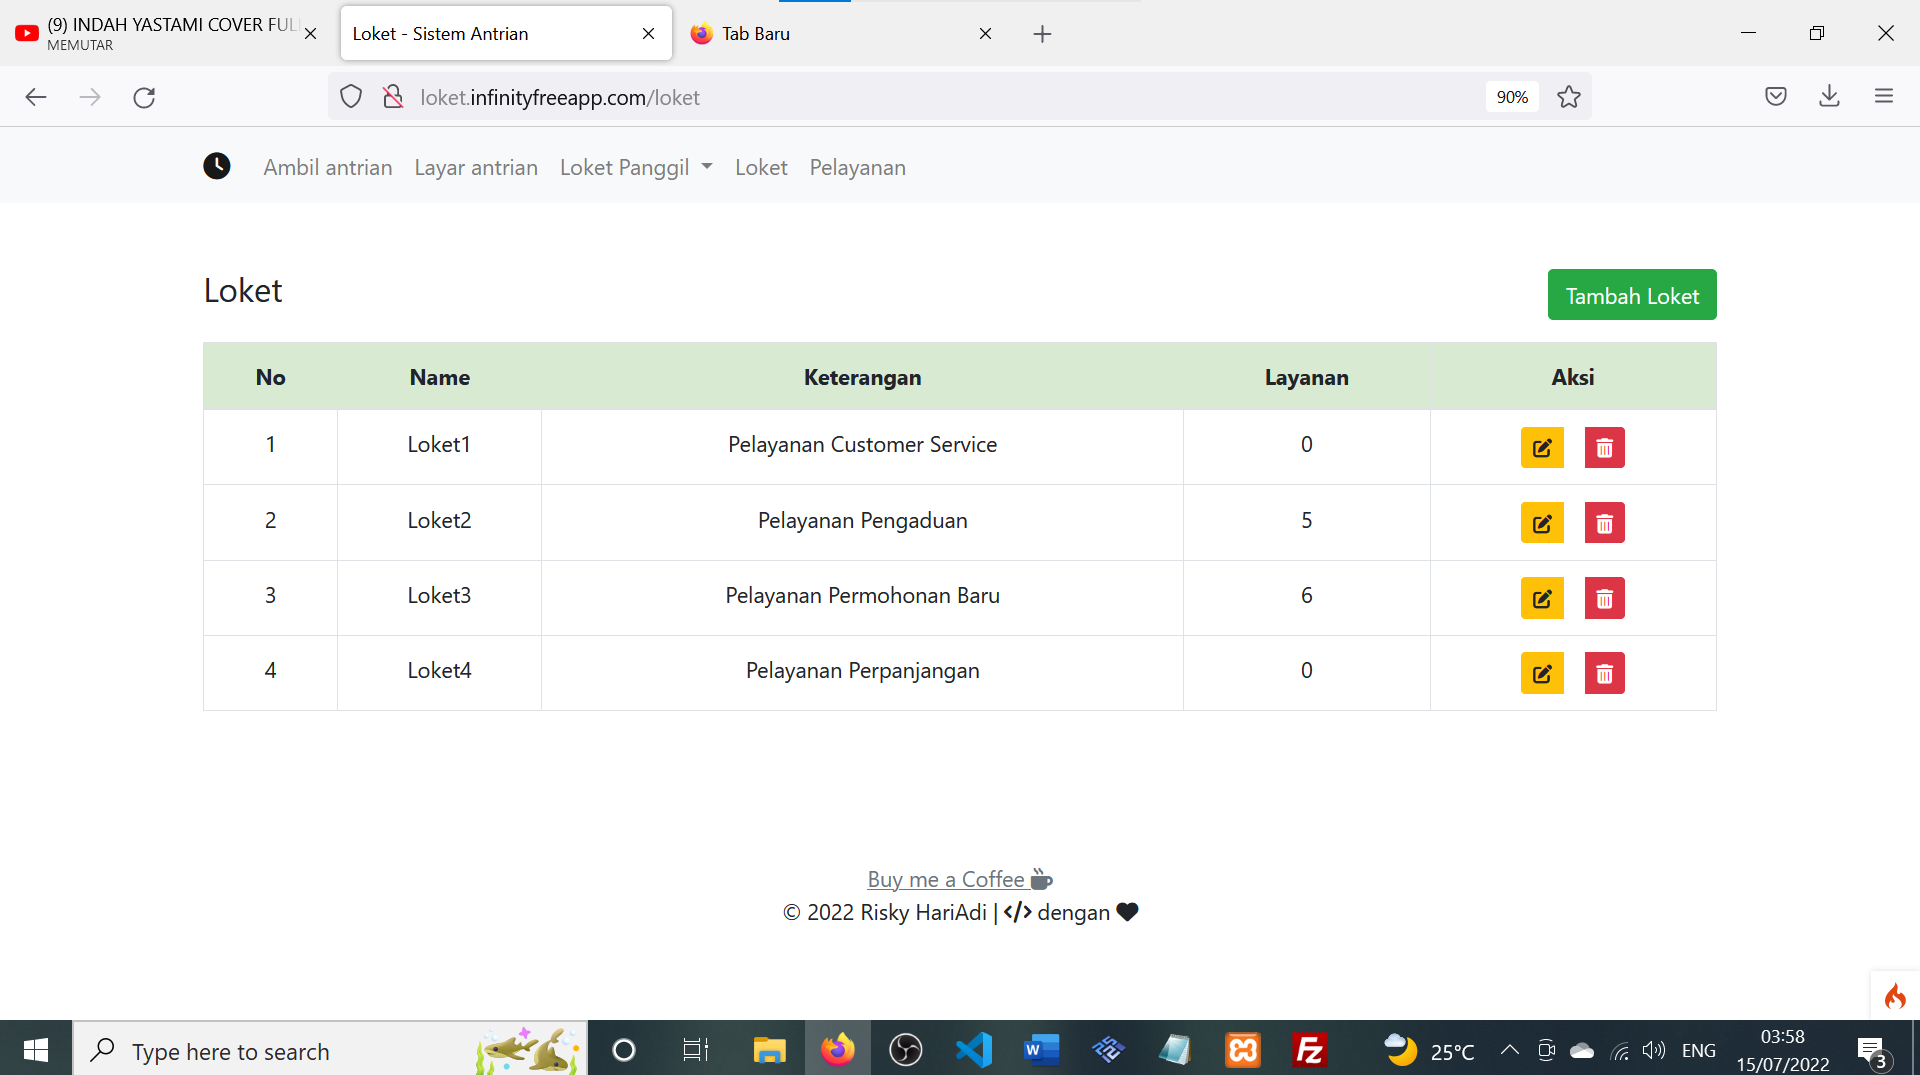 (9) INDAH YASTAMI COVER FUL
MEMUTAR
Loket - Sistem Antrian
Tab Baru
loket.infinityfreeapp.com/loket
90%
Ambil antrian Layar antrian Loket Panggil Loket Pelayanan
Loket
Tambah Loket
No Name Keterangan Layanan Aksi
1 Loket1 Pelayanan Customer Service 0
2 Loket2 Pelayanan Pengaduan 5
3 Loket3 Pelayanan Permohonan Baru 6
4 Loket4 Pelayanan Perpanjangan 0
Buy me a Coffee
© 2022 Risky HariAdi | </> dengan
Type here to search
25°C
ENG
03:58
15/07/2022
3